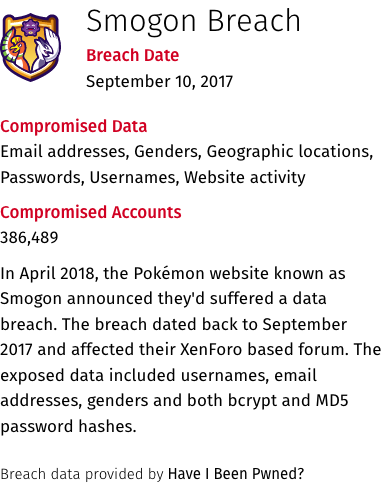 Smogon Breach
Breach Date
September 10, 2017
Compromised Data
Email addresses, Genders, Geographic locations,
Passwords, Usernames, Website activity
Compromised Accounts
386,489
In April 2018, the Pokémon website known as
Smogon announced they'd suffered a data
breach. The breach dated back to September
2017 and affected their XenForo based forum. The
exposed data included usernames, email
addresses, genders and both bcrypt and MD5
password hashes.
Breach data provided by Have I Been Pwned?